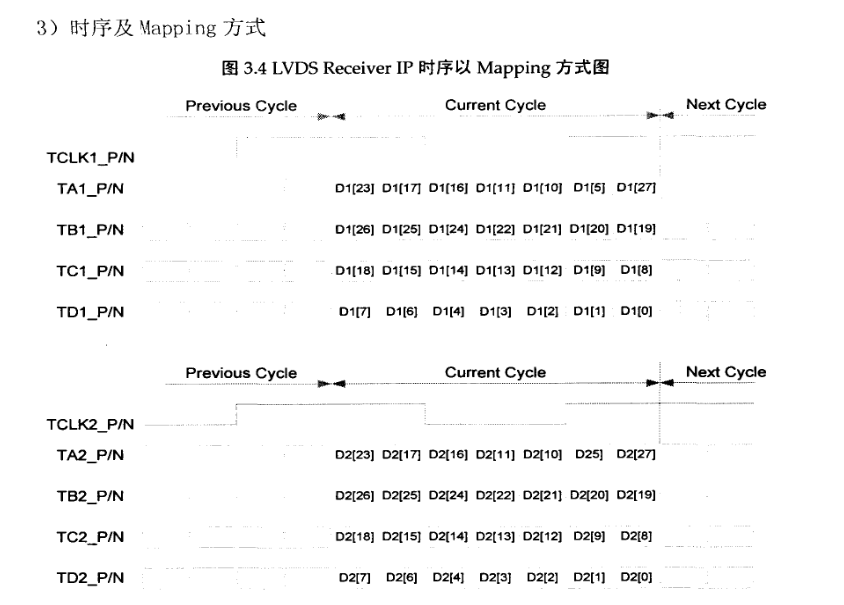 3）时序及 Mapping 方式
图 3.4 LVDS Receiver IP 时序以 Mapping 方式图
Previous Cycle Current Cycle Next Cycle
TCLK1_P/N
TA1_P/N D1[23] D1[17] D1[16] D1[11] D1[10] D1[5] D1[27]
TB1_P/N D1[26] D1[25] D1[24] D1[22] D1[21] D1[20] D1[19]
TC1_P/N D1[18] D1[15] D1[14] D1[13] D1[12] D1[9] D1[8]
TD1_P/N D1[7] D1[6] D1[4] D1[3] D1[2] D1[1] D1[0]
Previous Cycle Current Cycle Next Cycle
TCLK2_P/N
TA2_P/N D2[23] D2[17] D2[16] D2[11] D2[10] D25] D2[27]
TB2_P/N D2[26] D2[25] D2[24] D2[22] D2[21] D2[20] D2[19]
TC2_P/N D2[18] D2[15] D2[14] D2[13] D2[12] D2[9] D2[8]
TD2_P/N D2[7] D2[6] D2[4] D2[3] D2[2] D2[1] D2[0]